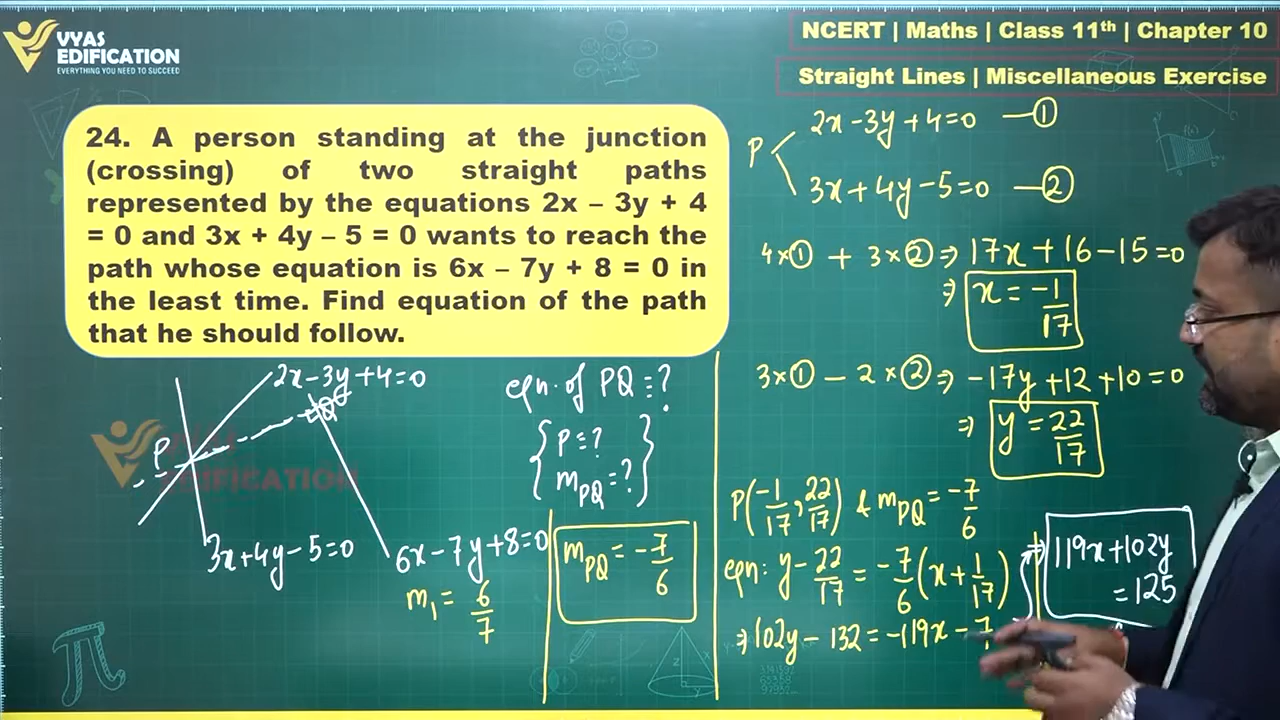 VYAS
EDIFICATION
EVERYTHING YOU NEED TO SUCCEED
NCERT | Maths | Class 11th | Chapter 10
Straight Lines | Miscellaneous Exercise
24. A person standing at the junction
(crossing) of two straight paths
represented by the equations 2x – 3y + 4
= 0 and 3x + 4y – 5 = 0 wants to reach the
path whose equation is 6x – 7y + 8 = 0 in
the least time. Find equation of the path
that he should follow.
2x-3y+4=0
Q
P
3x+4y-5=0
6x-7y+8=0
m₁ = 6/7
VYAS
EDIFICATION
eqn. of PQ =?
{ P =?
m_PQ =? }
m_PQ = -7/6
P
2x-3y+4=0 —①
3x+4y-5=0 —②
4×① + 3×② ⇒ 17x+16-15=0
⇒ x = -1/17
3×① - 2×② ⇒ -17y+12+10=0
⇒ y = 22/17
P(-1/17, 22/17) & m_PQ = -7/6
eqn: y- 22/17 = -7/6 (x+ 1/17)
⇒ 102y - 132 = -119x - 7
⇒ 119x+102y
= 125